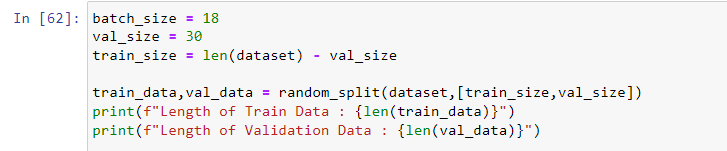 In [62]: batch_size = 18
val_size = 30
train_size = len(dataset) - val_size
train_data,val_data = random_split(dataset,[train_size,val_size])
print(f"Length of Train Data : {len(train_data)}")
print(f"Length of Validation Data : {len(val_data)}")